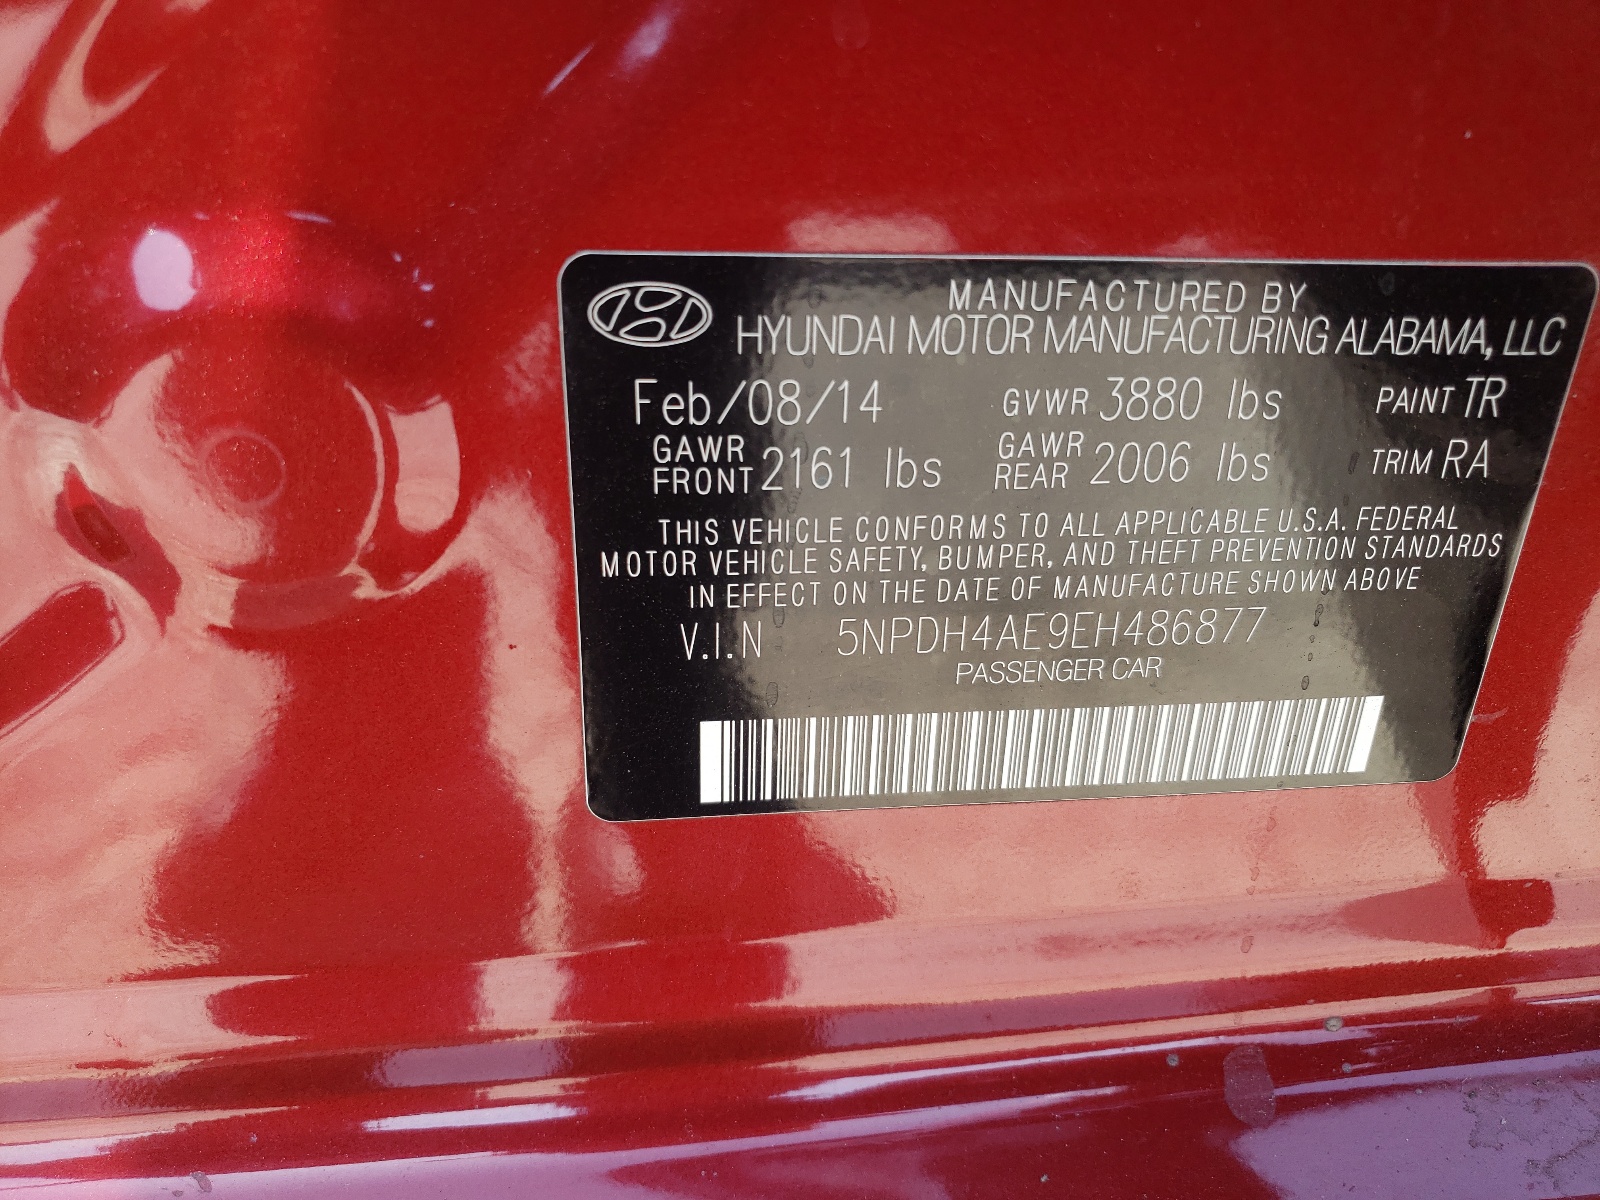 MANUFACTURED BY
HYUNDAI MOTOR MANUFACTURING ALABAMA, LLC
Feb/08/14 GVWR 3880 lbs PAINT TR
GAWR FRONT 2161 lbs GAWR REAR 2006 lbs TRIM RA
THIS VEHICLE CONFORMS TO ALL APPLICABLE U.S.A. FEDERAL
MOTOR VEHICLE SAFETY, BUMPER, AND THEFT PREVENTION STANDARDS
IN EFFECT ON THE DATE OF MANUFACTURE SHOWN ABOVE
V.I.N 5NPDH4AE9EH486877
PASSENGER CAR